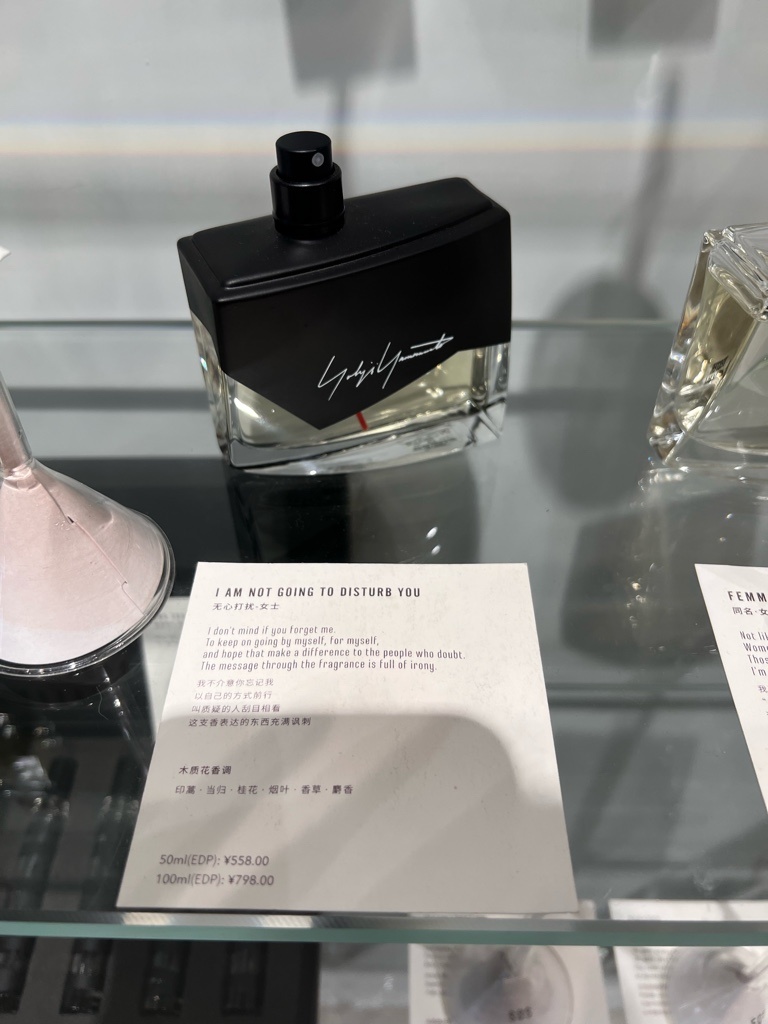 Yohji Yamamoto
I AM NOT GOING TO DISTURB YOU
无心打扰·女士
I don't mind if you forget me.
To keep on going by myself, for myself,
and hope that make a difference to the people who doubt.
The message through the fragrance is full of irony.
我不介意你忘记我
以自己的方式前行
叫质疑的人刮目相看
这支香表达的东西充满讽刺
木质花香调
印蒿·当归·桂花·烟叶·香草·麝香
50ml(EDP): ¥558.00
100ml(EDP): ¥798.00
FEMM
同名·女
Not li
Wome
Thos
I'm
我
SOS